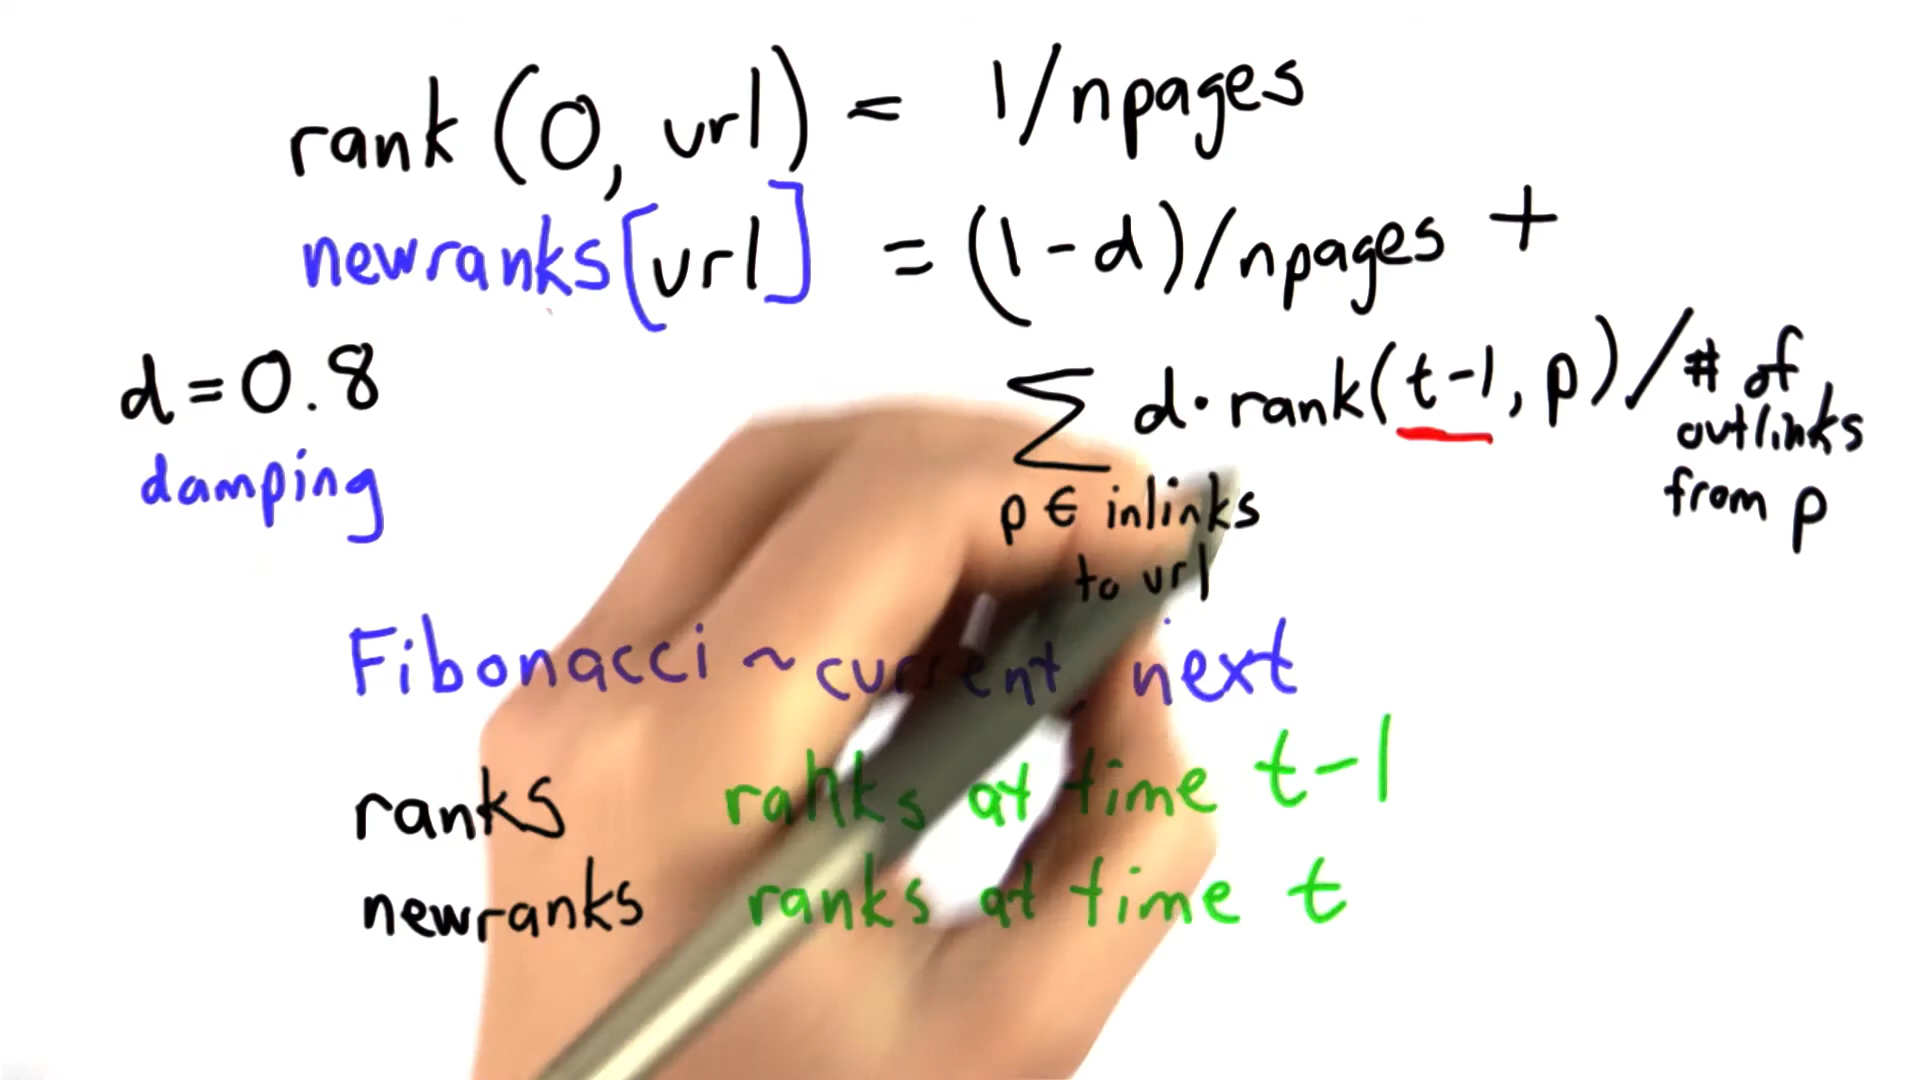 rank (0, url) = 1/npages
newranks[url] = (1-d)/npages +
d = 0.8
damping
∑ d · rank(t-1, p) / # of outlinks from p
p ∈ inlinks
to url
Fibonacci ~ current, next
ranks ranks at time t-1
newranks ranks at time t